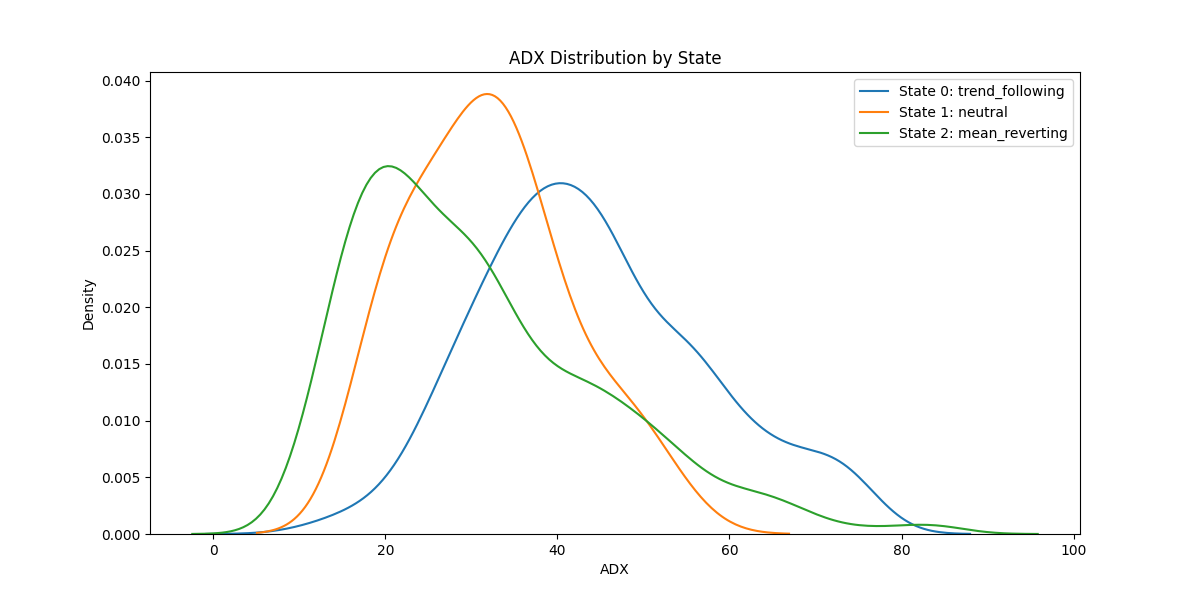 ADX Distribution by State
State 0: trend_following
State 1: neutral
State 2: mean_reverting
Density
0.040
0.035
0.030
0.025
0.020
0.015
0.010
0.005
0.000
0 20 40 60 80 100
ADX